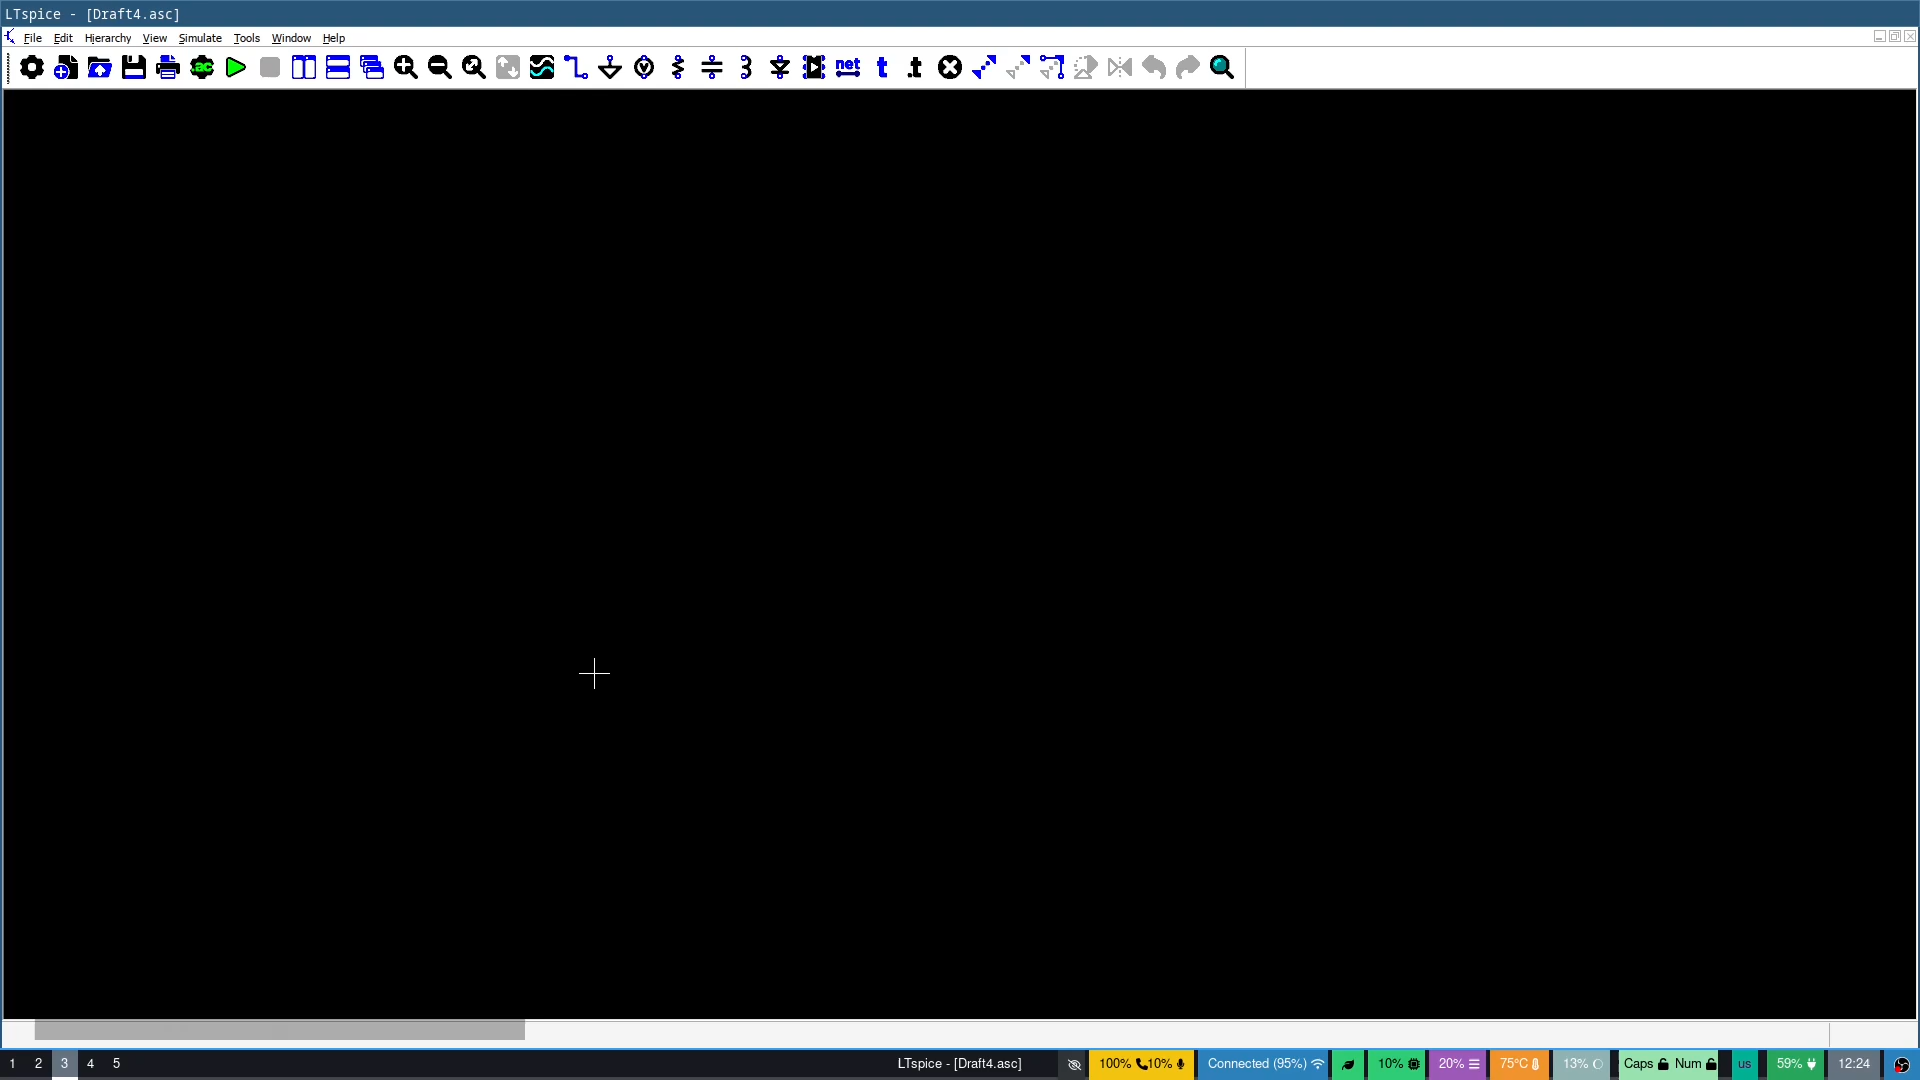 LTspice - [Draft4.asc]
File Edit Hierarchy View Simulate Tools Window Help
.ac net t .t
1 2 3 4 5
LTspice - [Draft4.asc]
100% 10% Connected (95%) 10% 20% 75°C 13% Caps Num us 59% 12:24